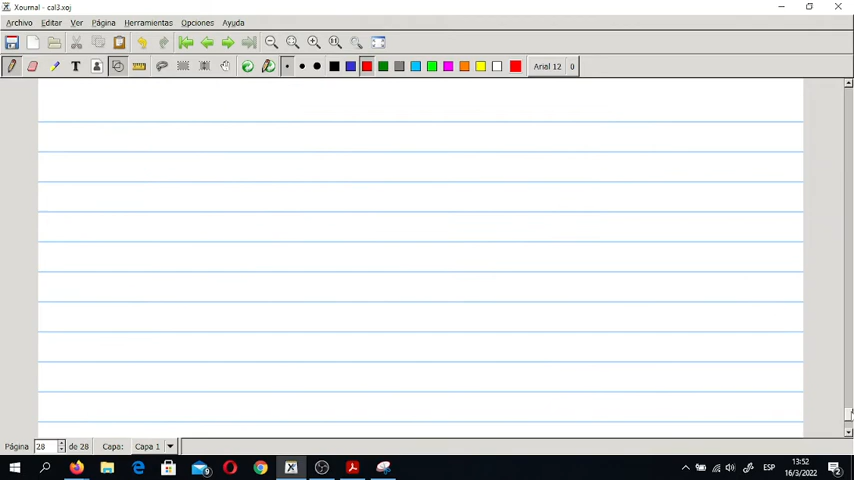 Xournal - cal3.xoj
Archivo Editar Ver Página Herramientas Opciones Ayuda
T Arial 12 0
Página 28 de 28 Capa: Capa 1
ESP 13:52
16/3/2022 2